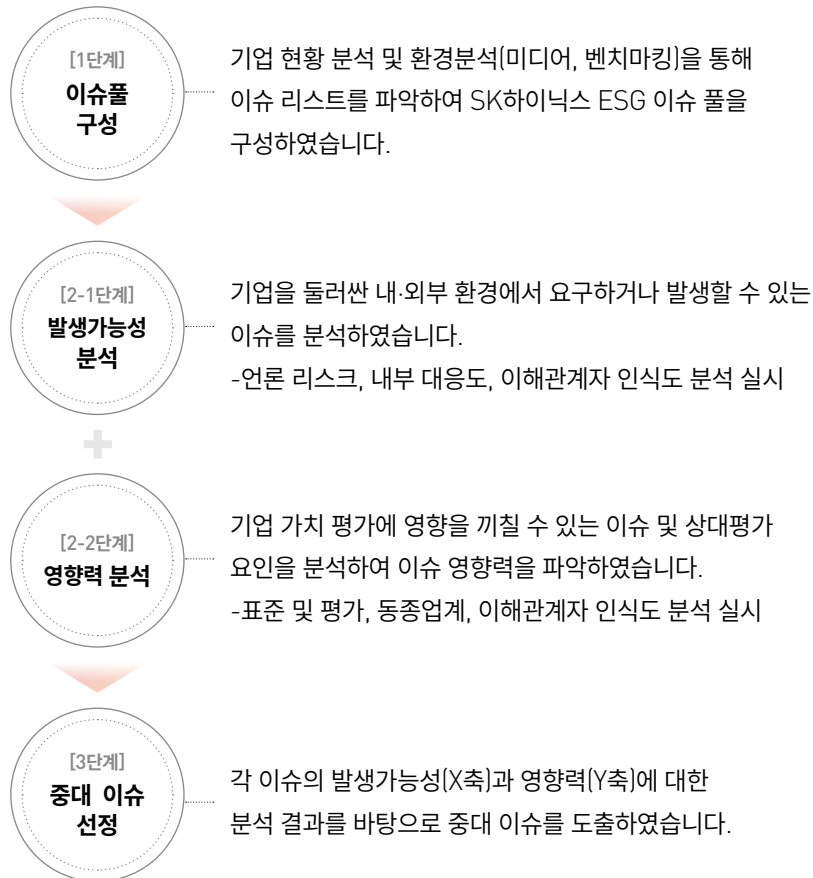 [1단계]
이슈풀
구성
기업 현황 분석 및 환경분석(미디어, 벤치마킹)을 통해
이슈 리스트를 파악하여 SK하이닉스 ESG 이슈 풀을
구성하였습니다.
[2-1단계]
발생가능성
분석
기업을 둘러싼 내·외부 환경에서 요구하거나 발생할 수 있는
이슈를 분석하였습니다.
-언론 리스크, 내부 대응도, 이해관계자 인식도 분석 실시
[2-2단계]
영향력 분석
기업 가치 평가에 영향을 끼칠 수 있는 이슈 및 상대평가
요인을 분석하여 이슈 영향력을 파악하였습니다.
-표준 및 평가, 동종업계, 이해관계자 인식도 분석 실시
[3단계]
중대 이슈
선정
각 이슈의 발생가능성(X축)과 영향력(Y축)에 대한
분석 결과를 바탕으로 중대 이슈를 도출하였습니다.